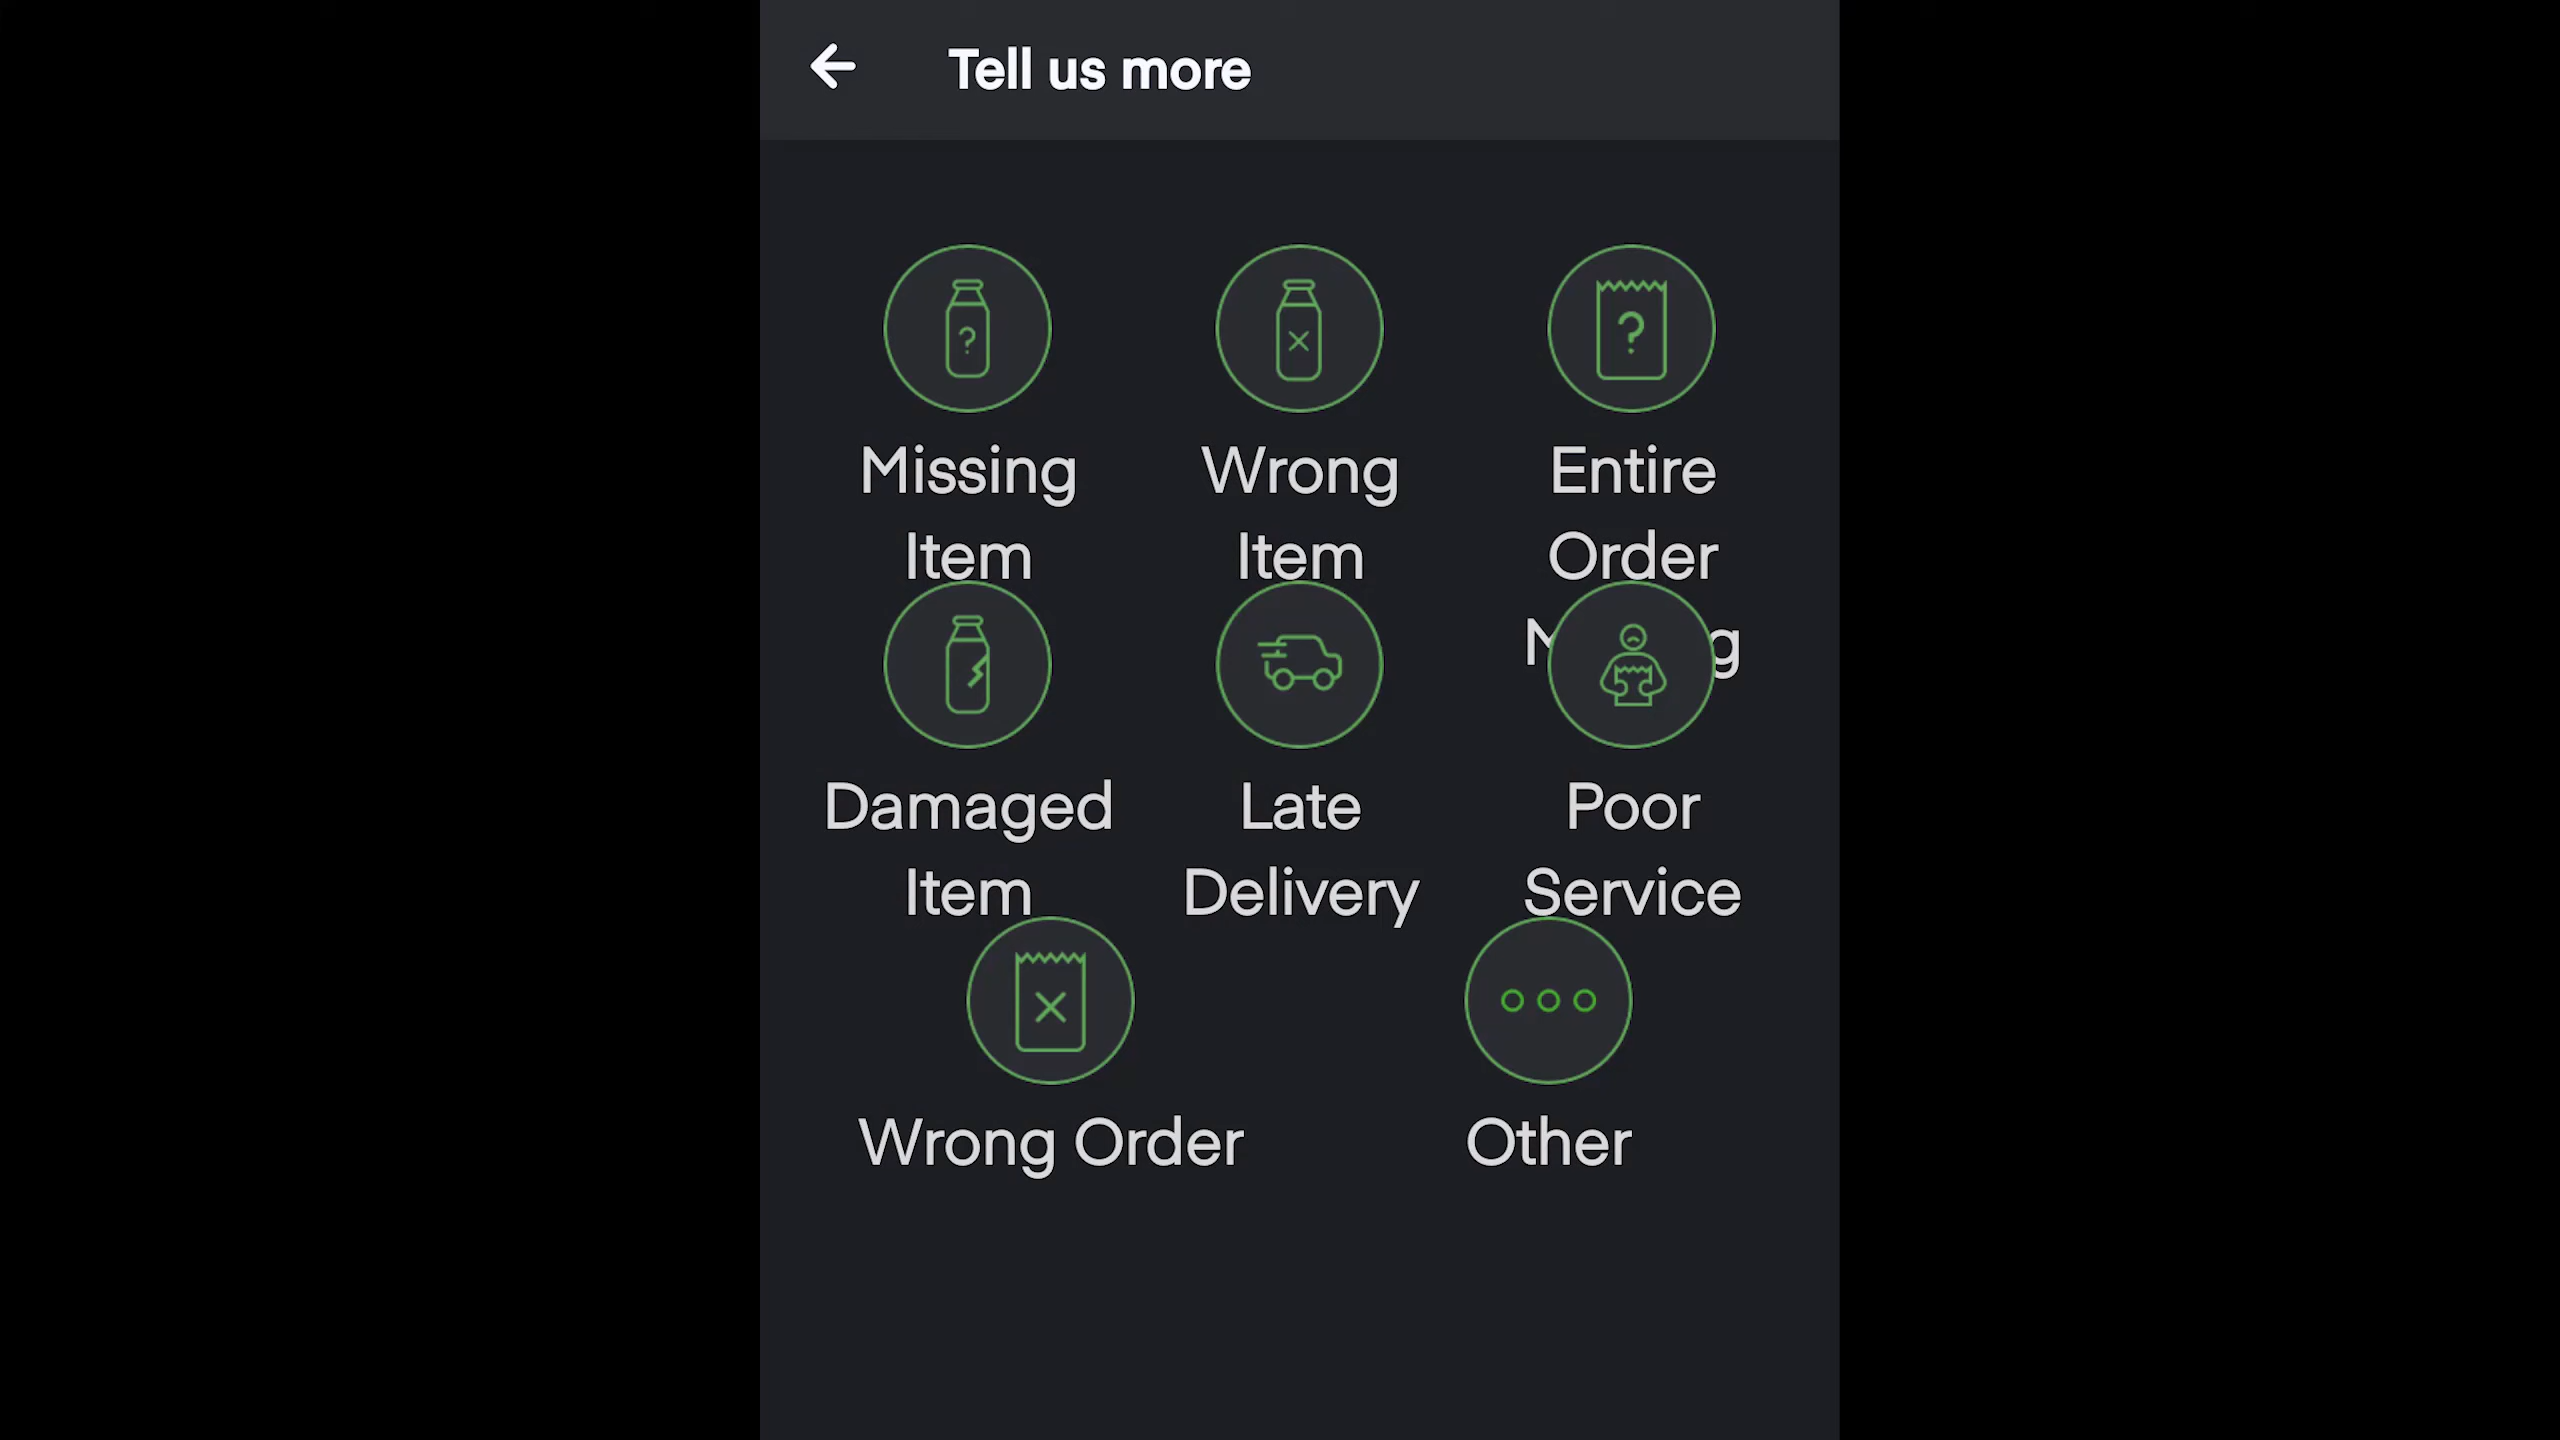 Tell us more
Missing
Item
Wrong
Item
Entire
Order
Damaged
Item
Late
Delivery
Poor
Service
Wrong Order
Other